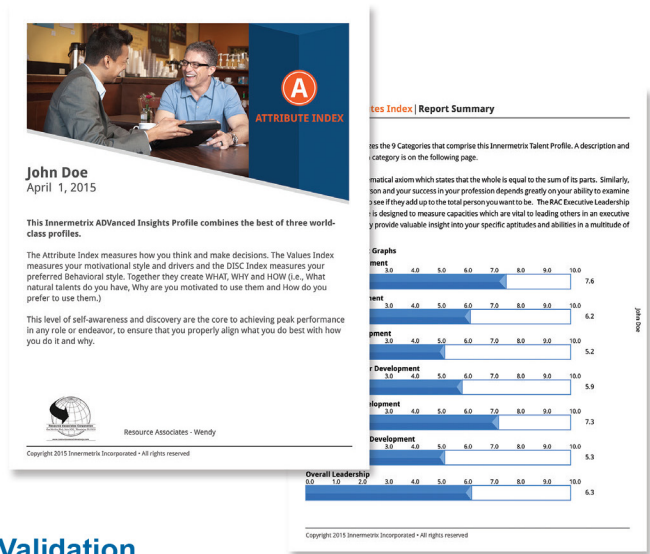 A
ATTRIBUTE INDEX
John Doe
April 1, 2015
This Innermetrix ADVanced Insights Profile combines the best of three world-
class profiles.
The Attribute Index measures how you think and make decisions. The Values Index
measures your motivational style and drivers and the DISC Index measures your
preferred Behavioral style. Together they create WHAT, WHY and HOW (i.e., What
natural talents do you have, Why are you motivated to use them and How do you
prefer to use them.)
This level of self-awareness and discovery are the core to achieving peak performance
in any role or endeavor, to ensure that you properly align what you do best with how
you do it and why.
Resource Associates - Wendy
Copyright 2015 Innermetrix Incorporated • All rights reserved
tes Index | Report Summary
zes the 9 Categories that comprise this Innermetrix Talent Profile. A description and
category is on the following page.
matical axiom which states that the whole is equal to the sum of its parts. Similarly,
son and your success in your profession depends greatly on your ability to examine
see if they add up to the total person you want to be. The RAC Executive Leadership
is designed to measure capacities which are vital to leading others in an executive
y provide valuable insight into your specific aptitudes and abilities in a multitude of
Graphs
ment
3.0 4.0 5.0 6.0 7.0 8.0 9.0 10.0
7.6
ment
3.0 4.0 5.0 6.0 7.0 8.0 9.0 10.0
6.2
pment
3.0 4.0 5.0 6.0 7.0 8.0 9.0 10.0
5.2
r Development
3.0 4.0 5.0 6.0 7.0 8.0 9.0 10.0
5.9
elopment
3.0 4.0 5.0 6.0 7.0 8.0 9.0 10.0
7.3
Development
3.0 4.0 5.0 6.0 7.0 8.0 9.0 10.0
5.3
Overall Leadership
0.0 1.0 2.0 3.0 4.0 5.0 6.0 7.0 8.0 9.0 10.0
6.3
John Doe
Copyright 2015 Innermetrix Incorporated • All rights reserved
Validation